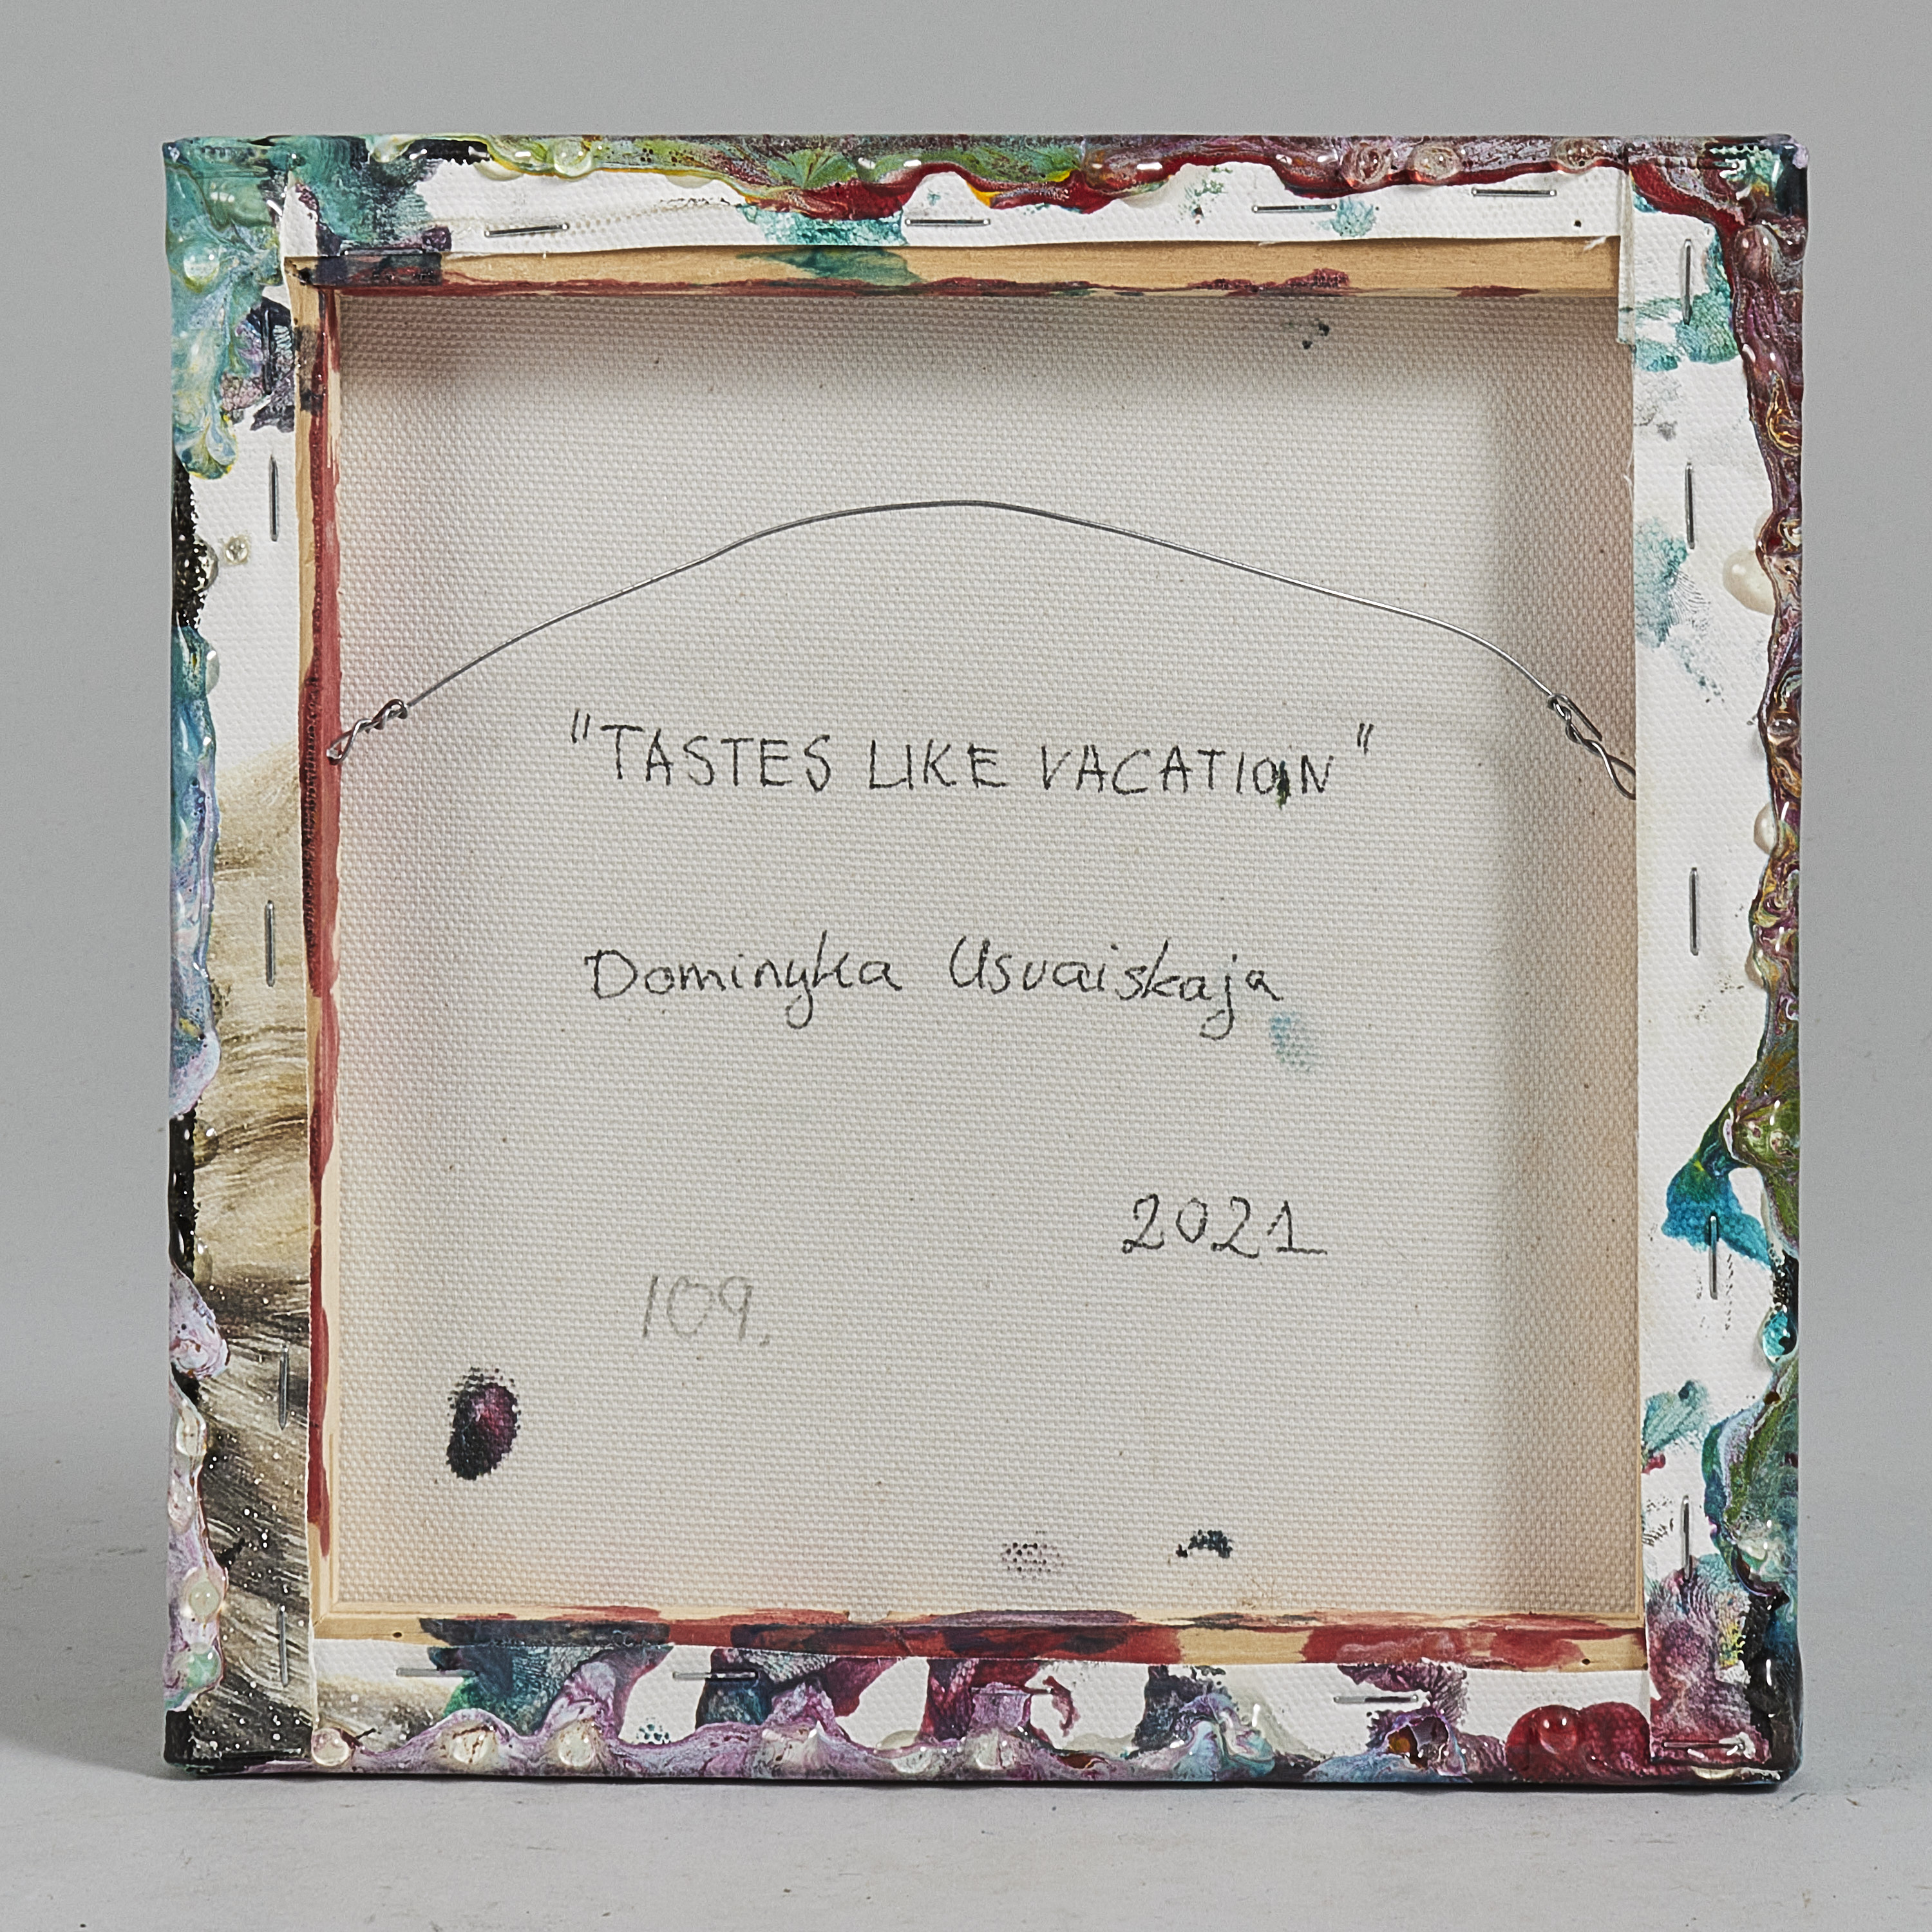 "TASTES LIKE VACATION"
Dominyka Usvaiskaja
2021
109.